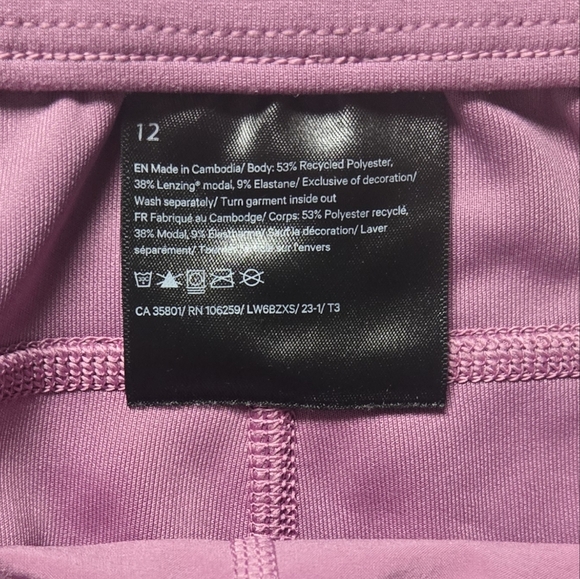 12
EN Made in Cambodia/ Body: 53% Recycled Polyester,
38% Lenzing® modal, 9% Elastane/ Exclusive of decoration/
Wash separately/ Turn garment inside out
FR Fabriqué au Cambodge/ Corps: 53% Polyester recyclé,
38% Modal, 9% Élasthanne/ Sauf la décoration/ Laver
séparément/ sur l'envers
CA 35801/ RN 106259/ LW6BZXS/ 23-1/ T3